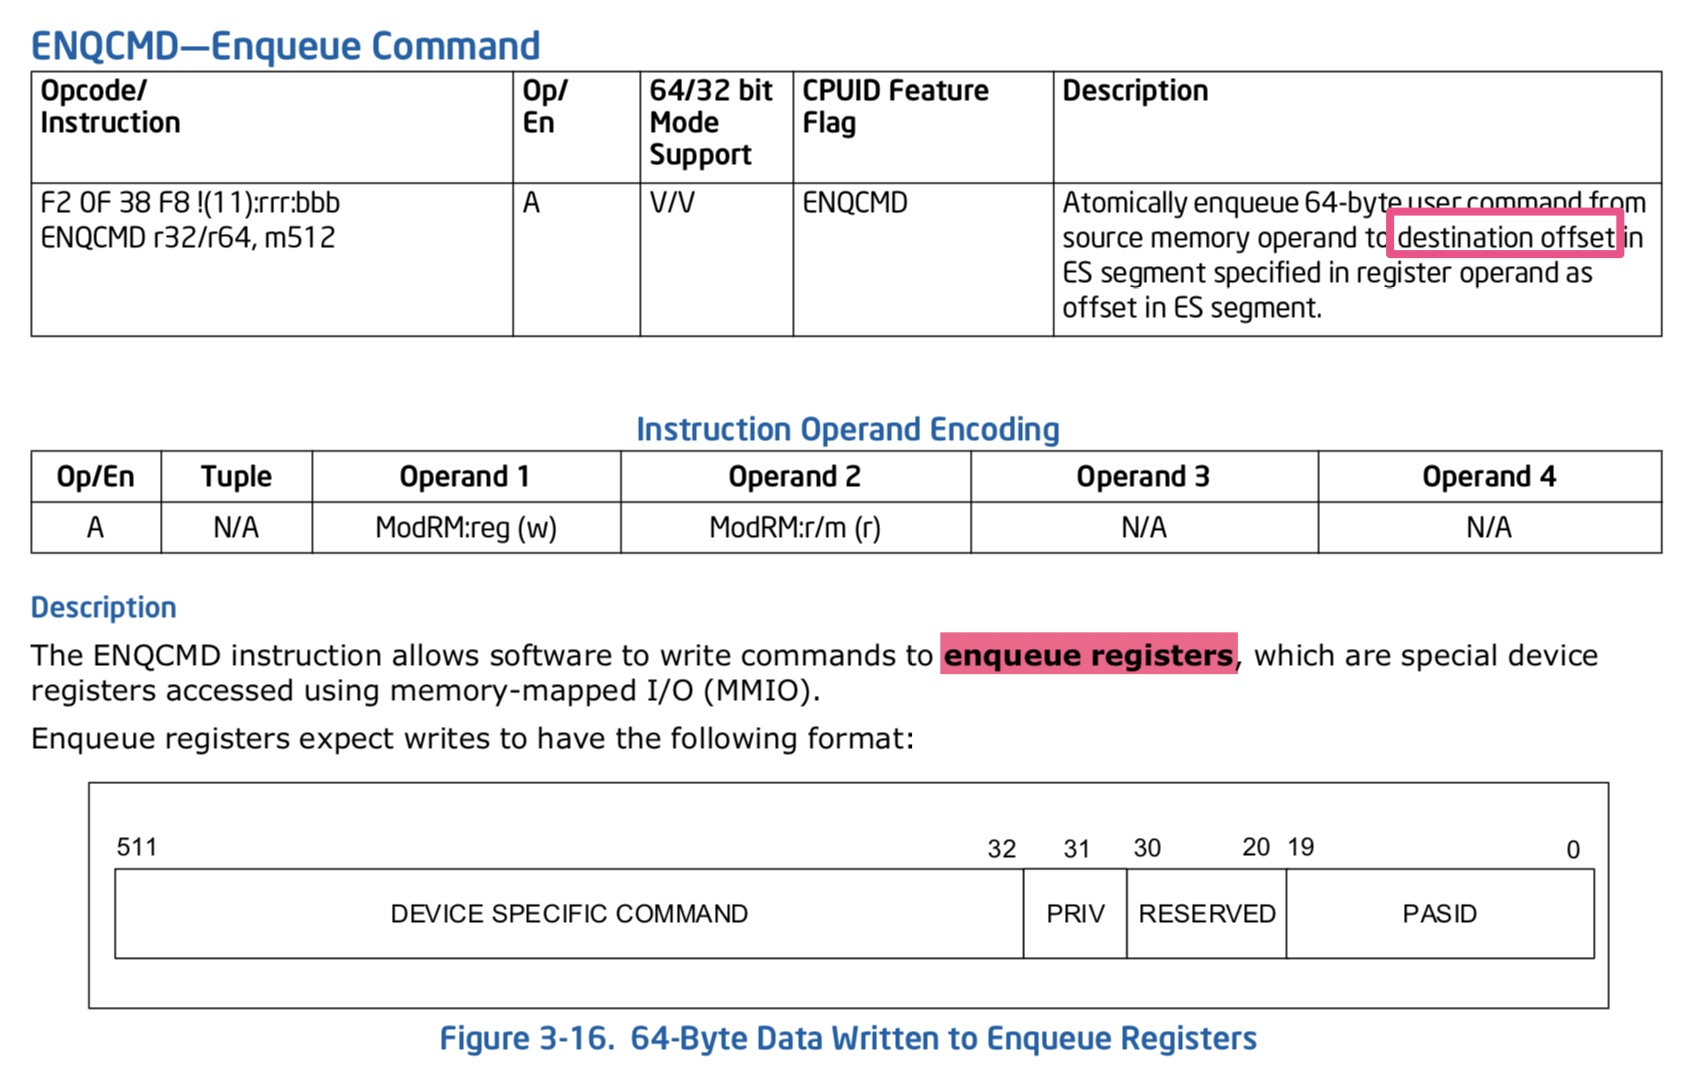 ENQCMD—Enqueue Command
Opcode/
Instruction
Op/
En
64/32 bit
Mode
Support
CPUID Feature
Flag
Description
F2 0F 38 F8 !(11):rrr:bbb
ENQCMD r32/r64, m512
A
V/V
ENQCMD
Atomically enqueue 64-byte user command from
source memory operand to destination offset in
ES segment specified in register operand as
offset in ES segment.
Instruction Operand Encoding
Op/En Tuple Operand 1 Operand 2 Operand 3 Operand 4
A N/A ModRM:reg (w) ModRM:r/m (r) N/A N/A
Description
The ENQCMD instruction allows software to write commands to enqueue registers, which are special device
registers accessed using memory-mapped I/O (MMIO).
Enqueue registers expect writes to have the following format:
511 32 31 30 20 19 0
DEVICE SPECIFIC COMMAND PRIV RESERVED PASID
Figure 3-16. 64-Byte Data Written to Enqueue Registers